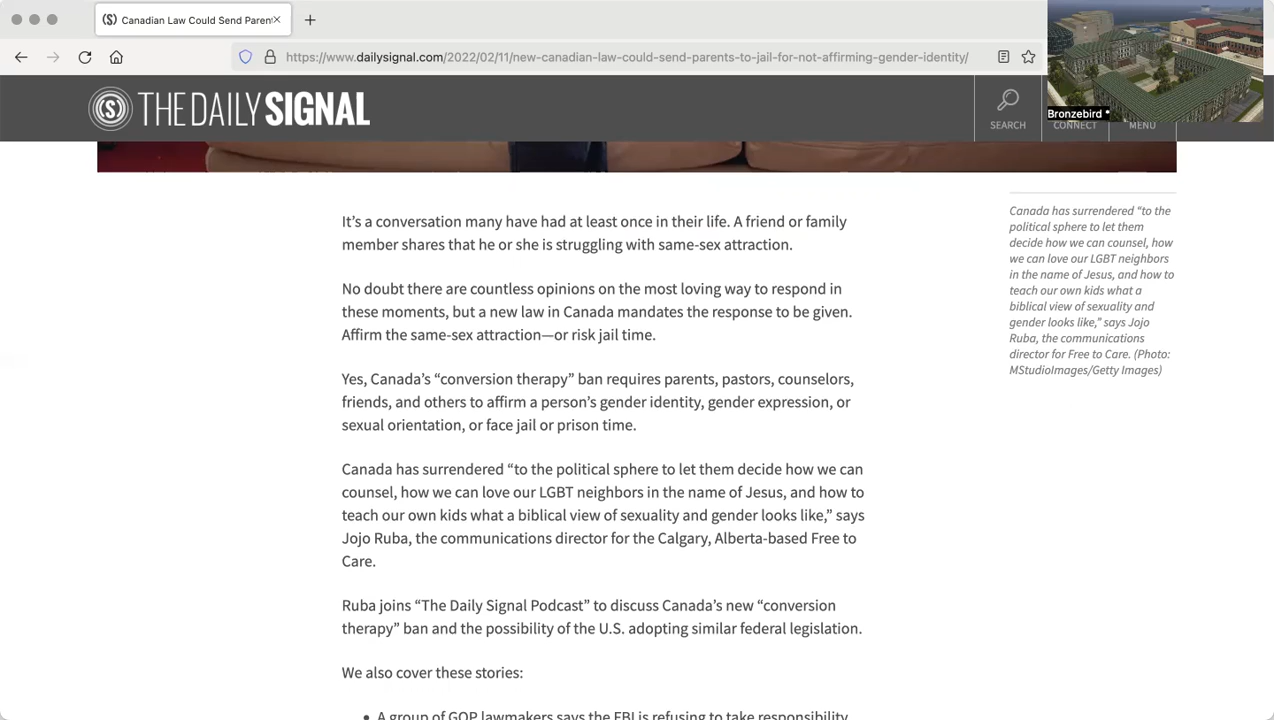 Canadian Law Could Send Paren
https://www.dailysignal.com/2022/02/11/new-canadian-law-could-send-parents-to-jail-for-not-affirming-gender-identity/
Bronzebird *
(S) THE DAILY SIGNAL
SEARCH
CONNECT
MENU
It’s a conversation many have had at least once in their life. A friend or family
member shares that he or she is struggling with same-sex attraction.
No doubt there are countless opinions on the most loving way to respond in
these moments, but a new law in Canada mandates the response to be given.
Affirm the same-sex attraction—or risk jail time.
Yes, Canada’s “conversion therapy” ban requires parents, pastors, counselors,
friends, and others to affirm a person’s gender identity, gender expression, or
sexual orientation, or face jail or prison time.
Canada has surrendered “to the political sphere to let them decide how we can
counsel, how we can love our LGBT neighbors in the name of Jesus, and how to
teach our own kids what a biblical view of sexuality and gender looks like,” says
Jojo Ruba, the communications director for the Calgary, Alberta-based Free to
Care.
Ruba joins “The Daily Signal Podcast” to discuss Canada’s new “conversion
therapy” ban and the possibility of the U.S. adopting similar federal legislation.
We also cover these stories:
• A group of GOP lawmakers says the FBI is refusing to take responsibility
Canada has surrendered “to the
political sphere to let them
decide how we can counsel, how
we can love our LGBT neighbors
in the name of Jesus, and how to
teach our own kids what a
biblical view of sexuality and
gender looks like,” says Jojo
Ruba, the communications
director for Free to Care. (Photo:
MStudioImages/Getty Images)